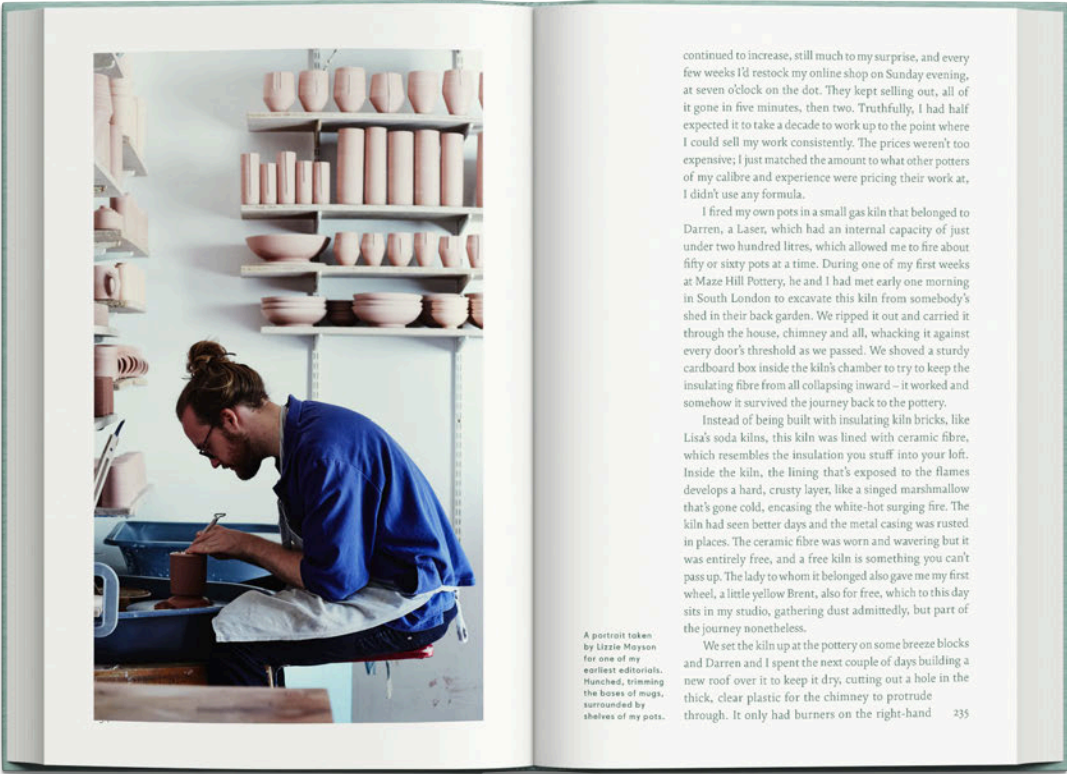 continued to increase, still much to my surprise, and every
few weeks I'd restock my online shop on Sunday evening,
at seven o'clock on the dot. They kept selling out, all of
it gone in five minutes, then two. Truthfully, I had half
expected it to take a decade to work up to the point where
I could sell my work consistently. The prices weren't too
expensive; I just matched the amount to what other potters
of my calibre and experience were pricing their work at,
I didn't use any formula.
I fired my own pots in a small gas kiln that belonged to
Darren, a Laser, which had an internal capacity of just
under two hundred litres, which allowed me to fire about
fifty or sixty pots at a time. During one of my first weeks
at Maze Hill Pottery, he and I had met early one morning
in South London to excavate this kiln from somebody's
shed in their back garden. We ripped it out and carried it
through the house, chimney and all, whacking it against
every door's threshold as we passed. We shoved a sturdy
cardboard box inside the kiln's chamber to try to keep the
insulating fibre from all collapsing inward – it worked and
somehow it survived the journey back to the pottery.
Instead of being built with insulating kiln bricks, like
Lisa's soda kilns, this kiln was lined with ceramic fibre,
which resembles the insulation you stuff into your loft.
Inside the kiln, the lining that's exposed to the flames
develops a hard, crusty layer, like a singed marshmallow
that's gone cold, encasing the white-hot surging fire. The
kiln had seen better days and the metal casing was rusted
in places. The ceramic fibre was worn and wavering but it
was entirely free, and a free kiln is something you can't
pass up. The lady to whom it belonged also gave me my first
wheel, a little yellow Brent, also for free, which to this day
sits in my studio, gathering dust admittedly, but part of
the journey nonetheless.
We set the kiln up at the pottery on some breeze blocks
and Darren and I spent the next couple of days building a
new roof over it to keep it dry, cutting out a hole in the
thick, clear plastic for the chimney to protrude
through. It only had burners on the right-hand
A portrait taken
by Lizzie Mayson
for one of my
earliest editorials.
Hunched, trimming
the bases of mugs,
surrounded by
shelves of my pots.
235